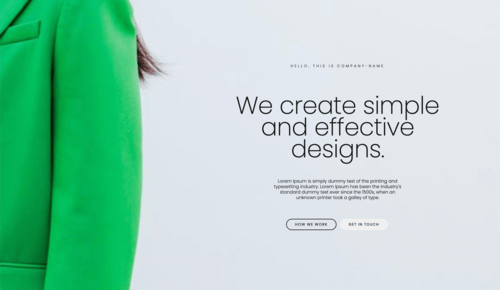 HELLO, THIS IS COMPANY-NAME
We create simple
and effective
designs.
Lorem Ipsum is simply dummy text of the printing and
typesetting industry. Lorem Ipsum has been the industry's
standard dummy text ever since the 1500s, when an
unknown printer took a galley of type.
HOW WE WORK
GET IN TOUCH